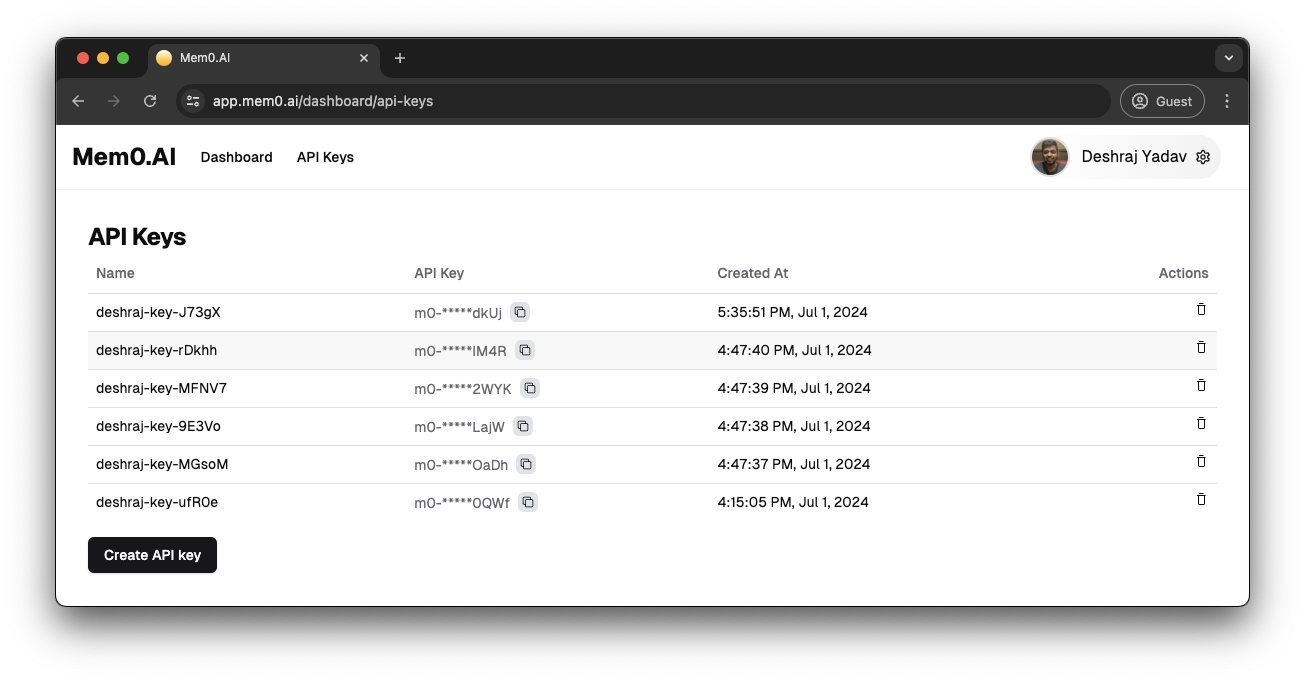 Mem0.AI
app.mem0.ai/dashboard/api-keys
Guest
Mem0.AI Dashboard API Keys Deshraj Yadav
API Keys
Name API Key Created At Actions
deshraj-key-J73gX m0-*****dkUj 5:35:51 PM, Jul 1, 2024
deshraj-key-rDkhh m0-*****IM4R 4:47:40 PM, Jul 1, 2024
deshraj-key-MFNV7 m0-*****2WYK 4:47:39 PM, Jul 1, 2024
deshraj-key-9E3Vo m0-*****LajW 4:47:38 PM, Jul 1, 2024
deshraj-key-MGsoM m0-*****OaDh 4:47:37 PM, Jul 1, 2024
deshraj-key-ufR0e m0-*****0QWf 4:15:05 PM, Jul 1, 2024
Create API key